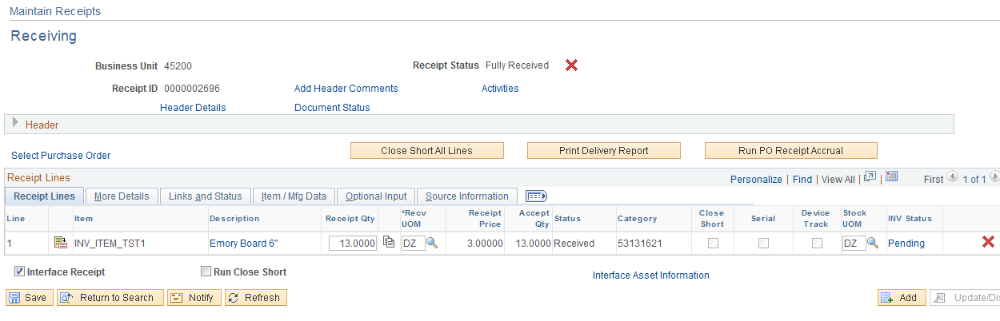 Maintain Receipts
Receiving
Business Unit 45200 Receipt Status Fully Received
Receipt ID 0000002696 Add Header Comments Activities
Header Details Document Status
Header
Select Purchase Order Close Short All Lines Print Delivery Report Run PO Receipt Accrual
Receipt Lines Personalize | Find | View All | | First 1 of 1
Receipt Lines More Details Links and Status Item / Mfg Data Optional Input Source Information
Line Item Description Receipt Qty *Recv UOM Receipt Price Accept Qty Status Category Close Short Serial Device Track Stock UOM INV Status
1 INV_ITEM_TST1 Emory Board 6" 13.0000 DZ 3.00000 13.0000 Received 53131621 DZ Pending
Interface Receipt Run Close Short Interface Asset Information
Save Return to Search Notify Refresh Add Update/Dis